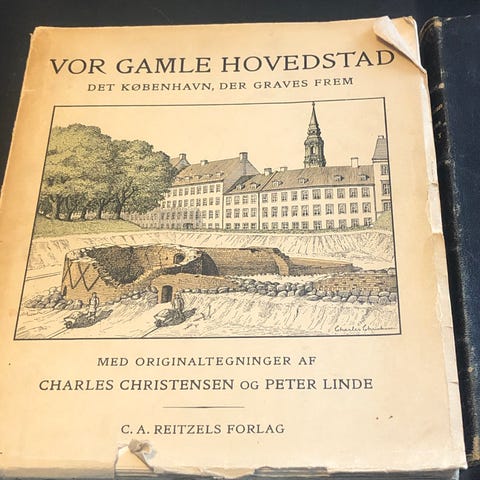 VOR GAMLE HOVEDSTAD
DET KØBENHAVN, DER GRAVES FREM
Charles Christensen
MED ORIGINALTEGNINGER AF
CHARLES CHRISTENSEN OG PETER LINDE
C. A. REITZELS FORLAG